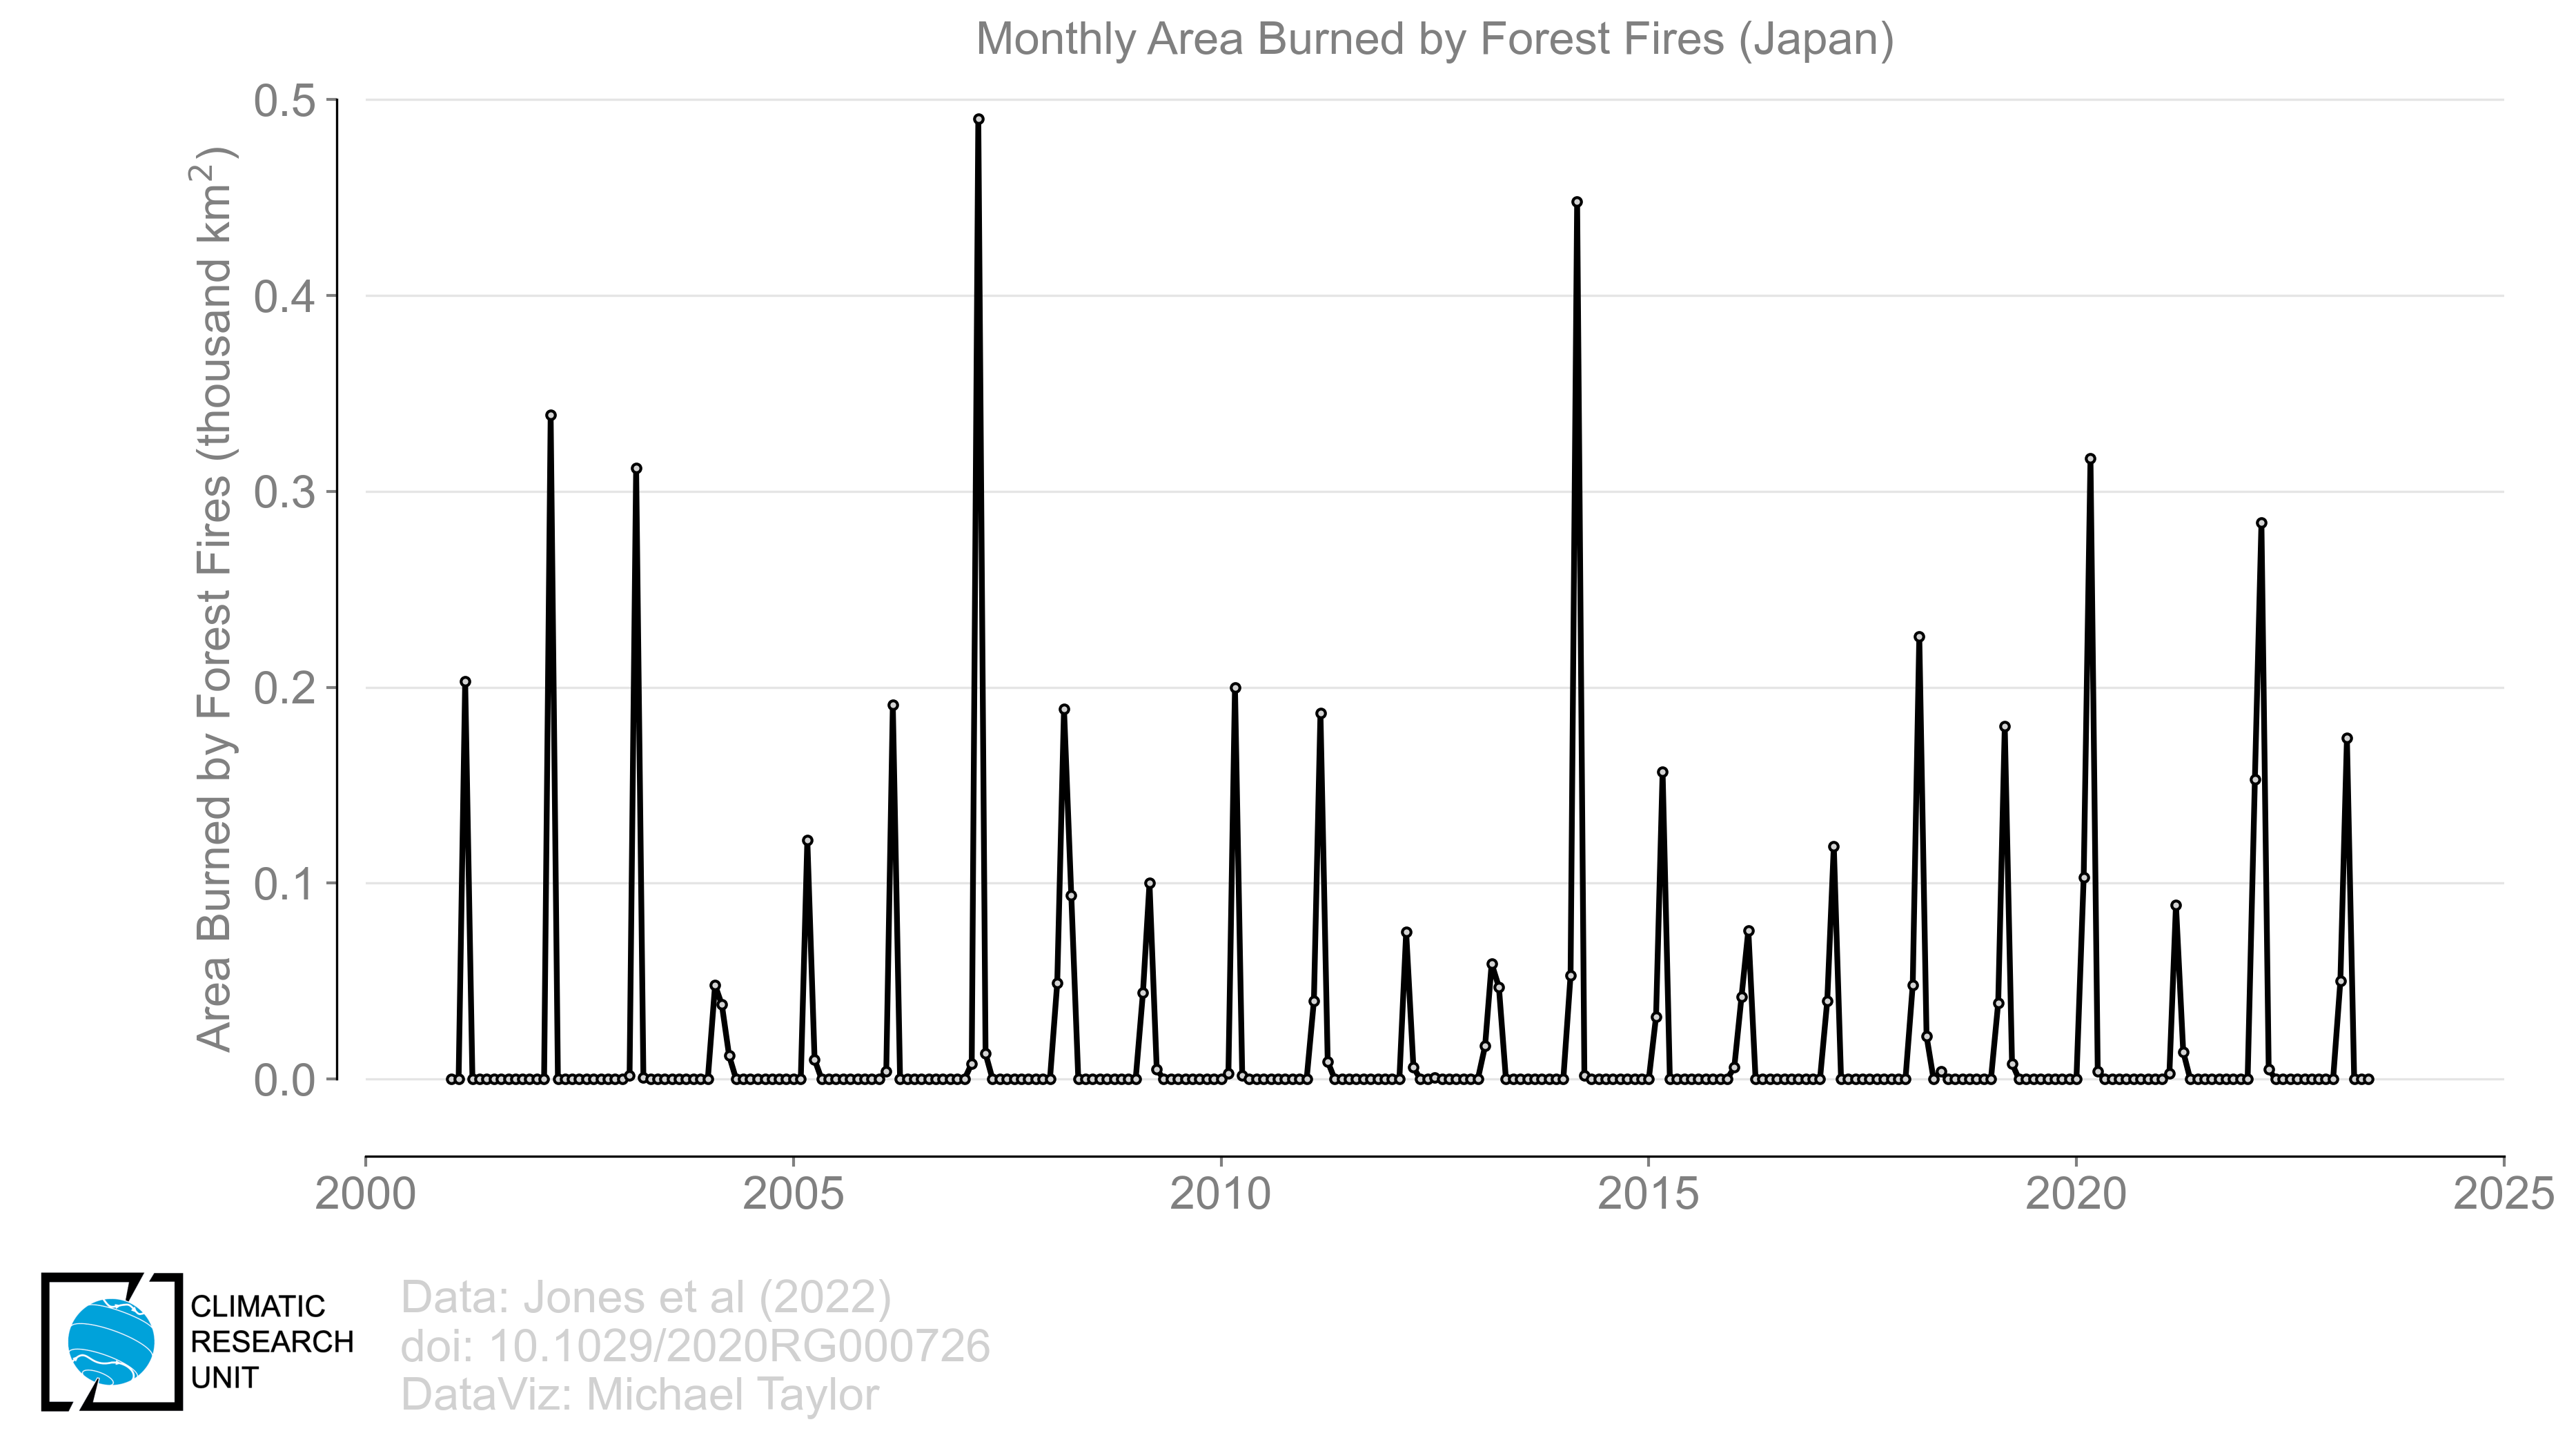 Monthly Area Burned by Forest Fires (Japan)
Area Burned by Forest Fires (thousand km²)
0.5
0.4
0.3
0.2
0.1
0.0
2000
2005
2010
2015
2020
2025
CLIMATIC
RESEARCH
UNIT
Data: Jones et al (2022)
doi: 10.1029/2020RG000726
DataViz: Michael Taylor